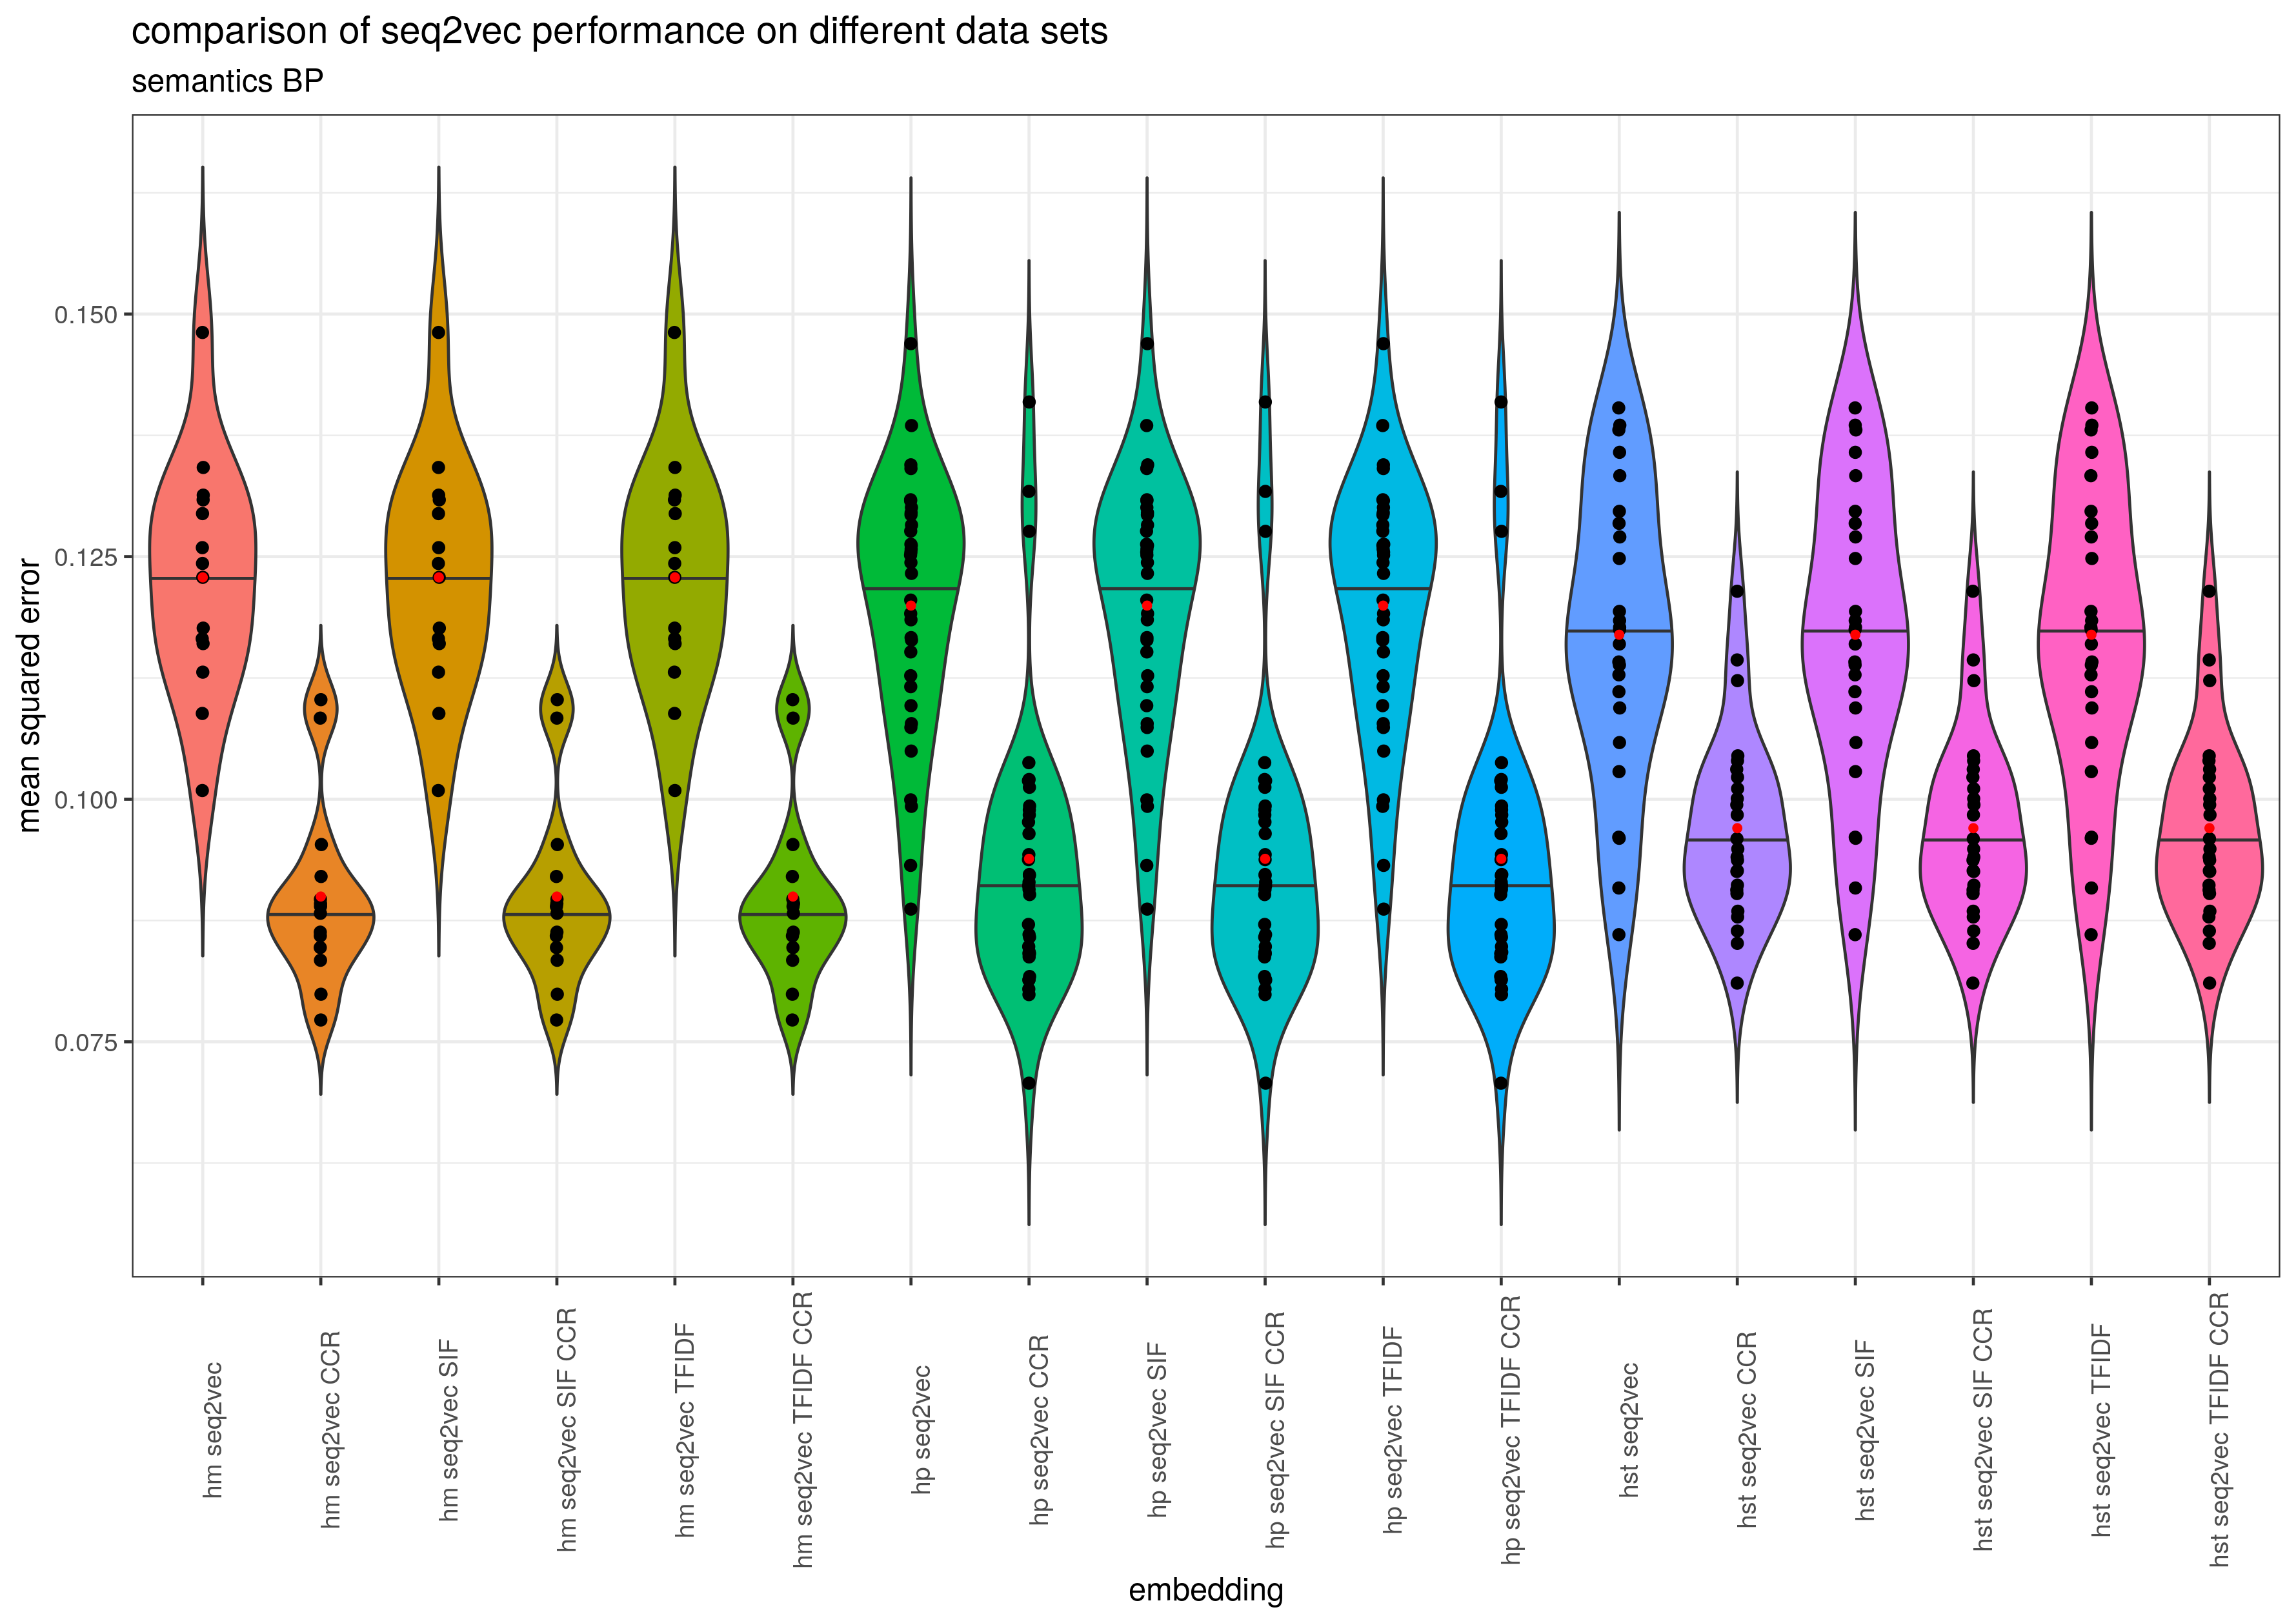 comparison of seq2vec performance on different data sets
semantics BP
mean squared error
0.150
0.125
0.100
0.075
hm seq2vec
hm seq2vec CCR
hm seq2vec SIF
hm seq2vec SIF CCR
hm seq2vec TFIDF
hm seq2vec TFIDF CCR
hp seq2vec
hp seq2vec CCR
hp seq2vec SIF
hp seq2vec SIF CCR
hp seq2vec TFIDF
hp seq2vec TFIDF CCR
hst seq2vec
hst seq2vec CCR
hst seq2vec SIF
hst seq2vec SIF CCR
hst seq2vec TFIDF
hst seq2vec TFIDF CCR
embedding